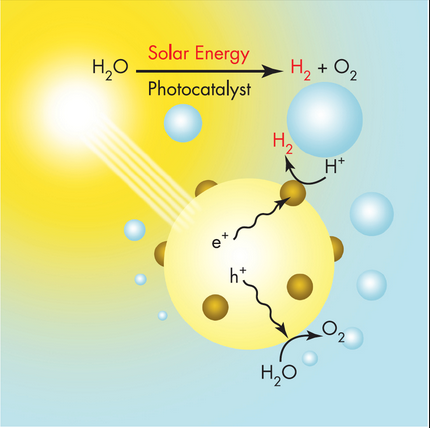 Solar Energy
H₂O → H₂ + O₂
Photocatalyst
H₂
H⁺
e⁺
h⁺
O₂
H₂O